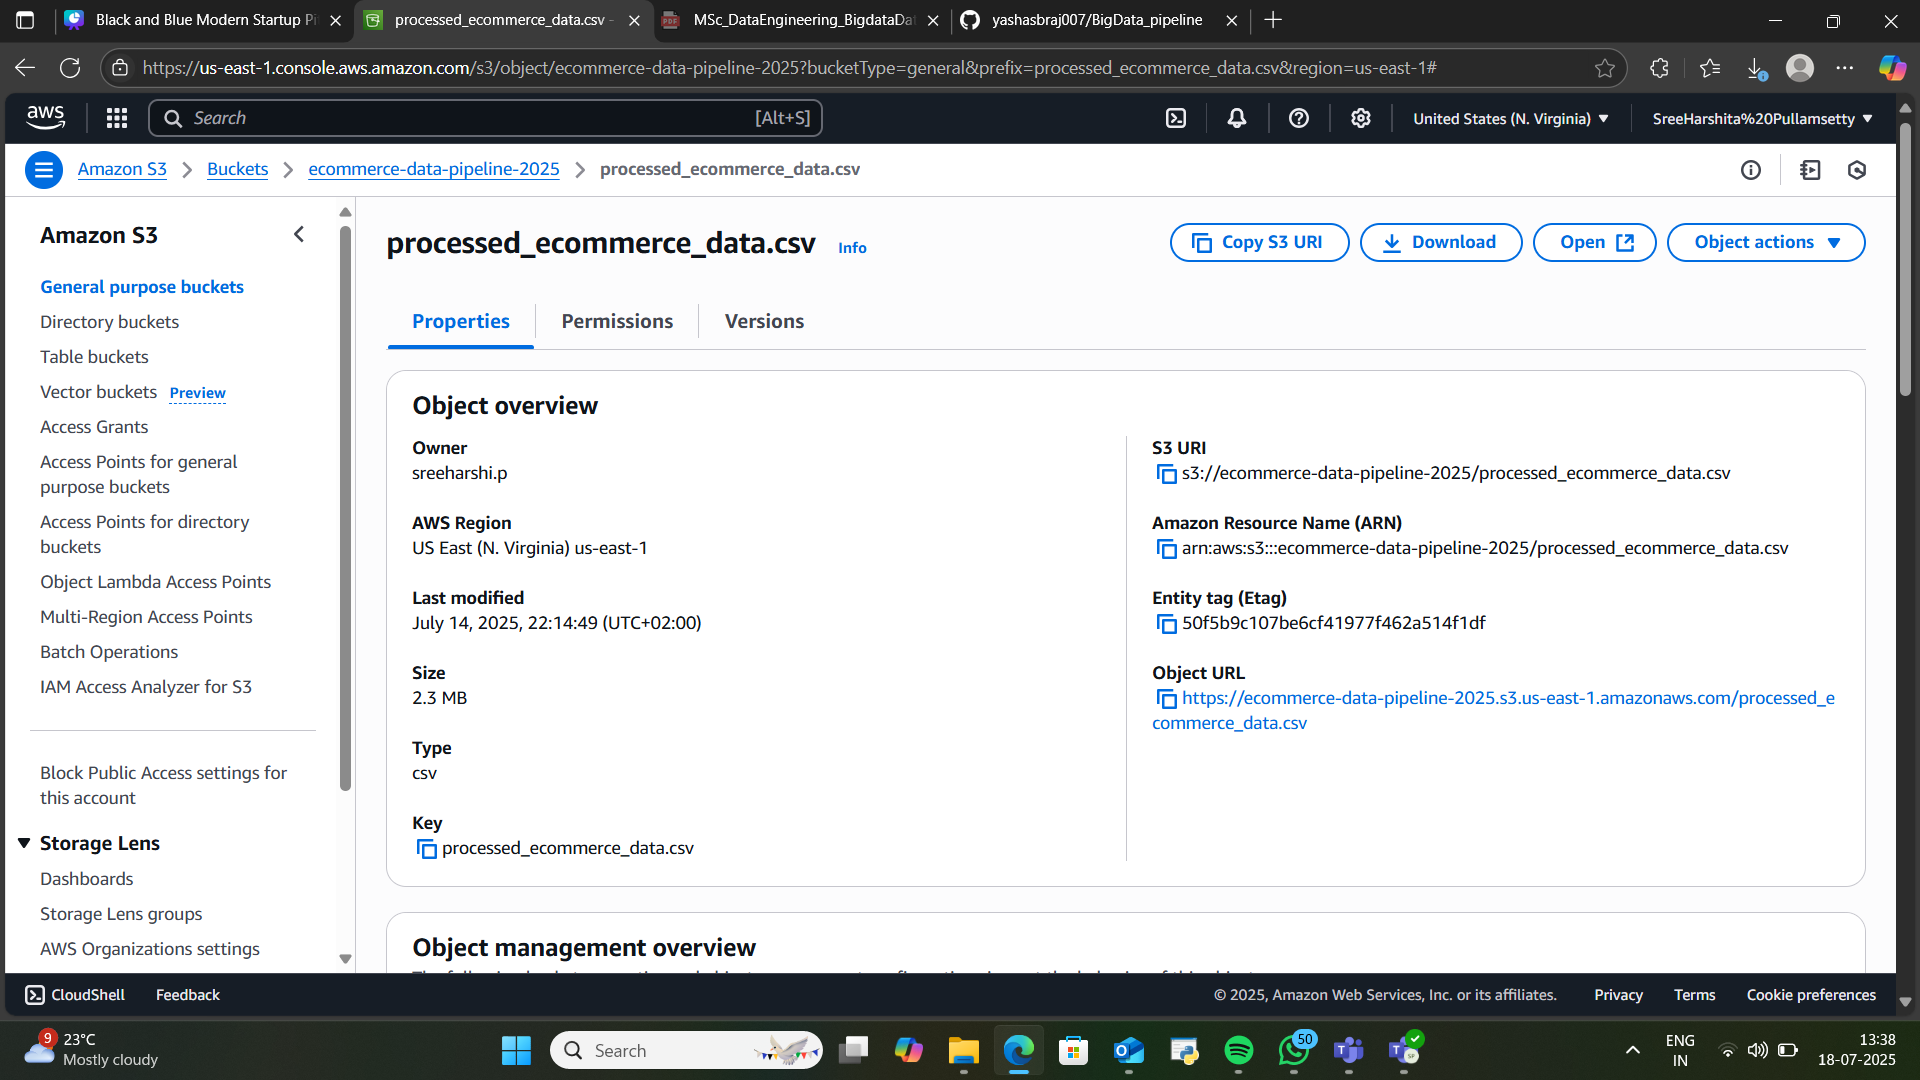 Black and Blue Modern Startup Pi
processed_ecommerce_data.csv -
MSc_DataEngineering_BigdataDat
yashasbraj007/BigData_pipeline
https://us-east-1.console.aws.amazon.com/s3/object/ecommerce-data-pipeline-2025?bucketType=general&prefix=processed_ecommerce_data.csv&region=us-east-1#
aws
Search
[Alt+S]
United States (N. Virginia)
SreeHarshita%20Pullamsetty
Amazon S3
Buckets
ecommerce-data-pipeline-2025
processed_ecommerce_data.csv
Amazon S3
General purpose buckets
Directory buckets
Table buckets
Vector buckets Preview
Access Grants
Access Points for general
purpose buckets
Access Points for directory
buckets
Object Lambda Access Points
Multi-Region Access Points
Batch Operations
IAM Access Analyzer for S3
Block Public Access settings for
this account
Storage Lens
Dashboards
Storage Lens groups
AWS Organizations settings
processed_ecommerce_data.csv Info
Copy S3 URI
Download
Open
Object actions
Properties
Permissions
Versions
Object overview
Owner
sreeharshi.p
AWS Region
US East (N. Virginia) us-east-1
Last modified
July 14, 2025, 22:14:49 (UTC+02:00)
Size
2.3 MB
Type
csv
Key
processed_ecommerce_data.csv
S3 URI
s3://ecommerce-data-pipeline-2025/processed_ecommerce_data.csv
Amazon Resource Name (ARN)
arn:aws:s3:::ecommerce-data-pipeline-2025/processed_ecommerce_data.csv
Entity tag (Etag)
50f5b9c107be6cf41977f462a514f1df
Object URL
https://ecommerce-data-pipeline-2025.s3.us-east-1.amazonaws.com/processed_e
commerce_data.csv
Object management overview
CloudShell
Feedback
© 2025, Amazon Web Services, Inc. or its affiliates.
Privacy
Terms
Cookie preferences
9
23°C
Mostly cloudy
Search
50
ENG
IN
13:38
18-07-2025